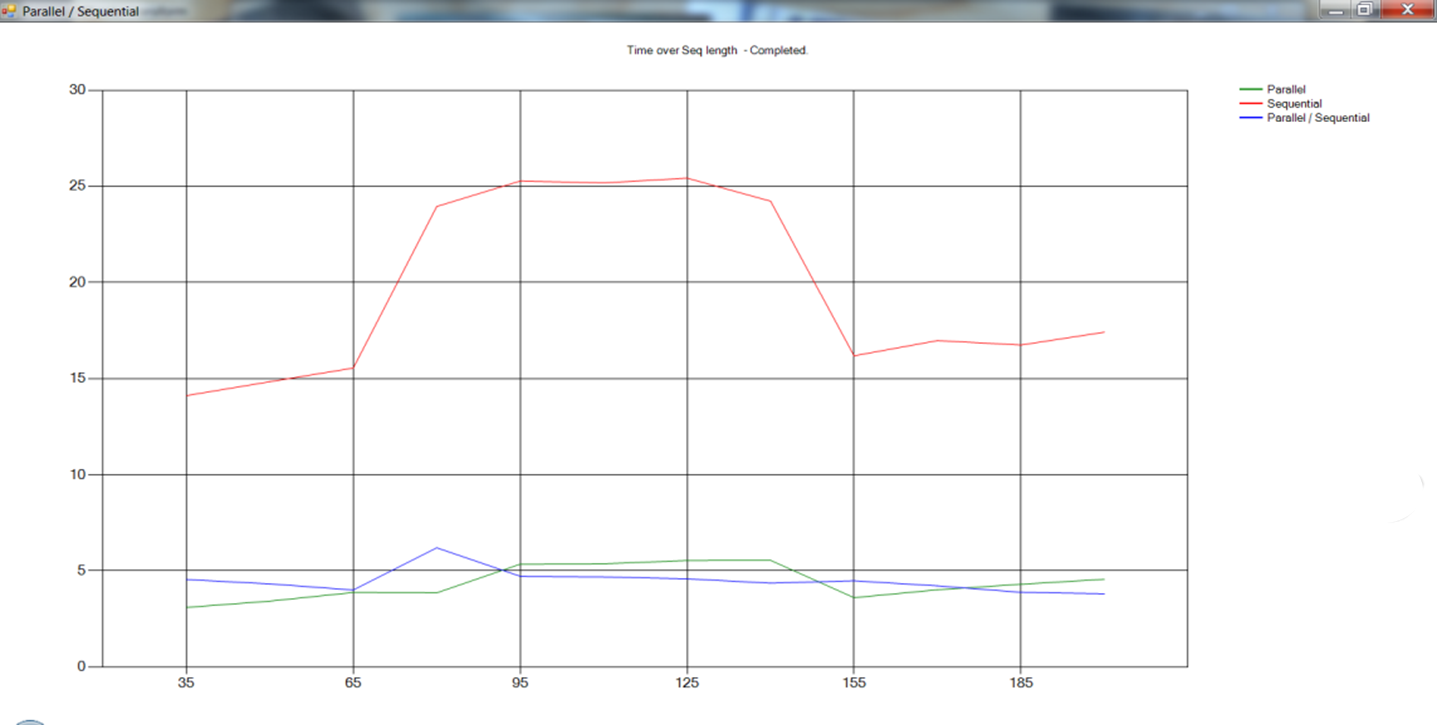 Parallel / Sequential
Time over Seq length - Completed.
30
25
20
15
10
5
0
35 65 95 125 155 185
Parallel
Sequential
Parallel / Sequential